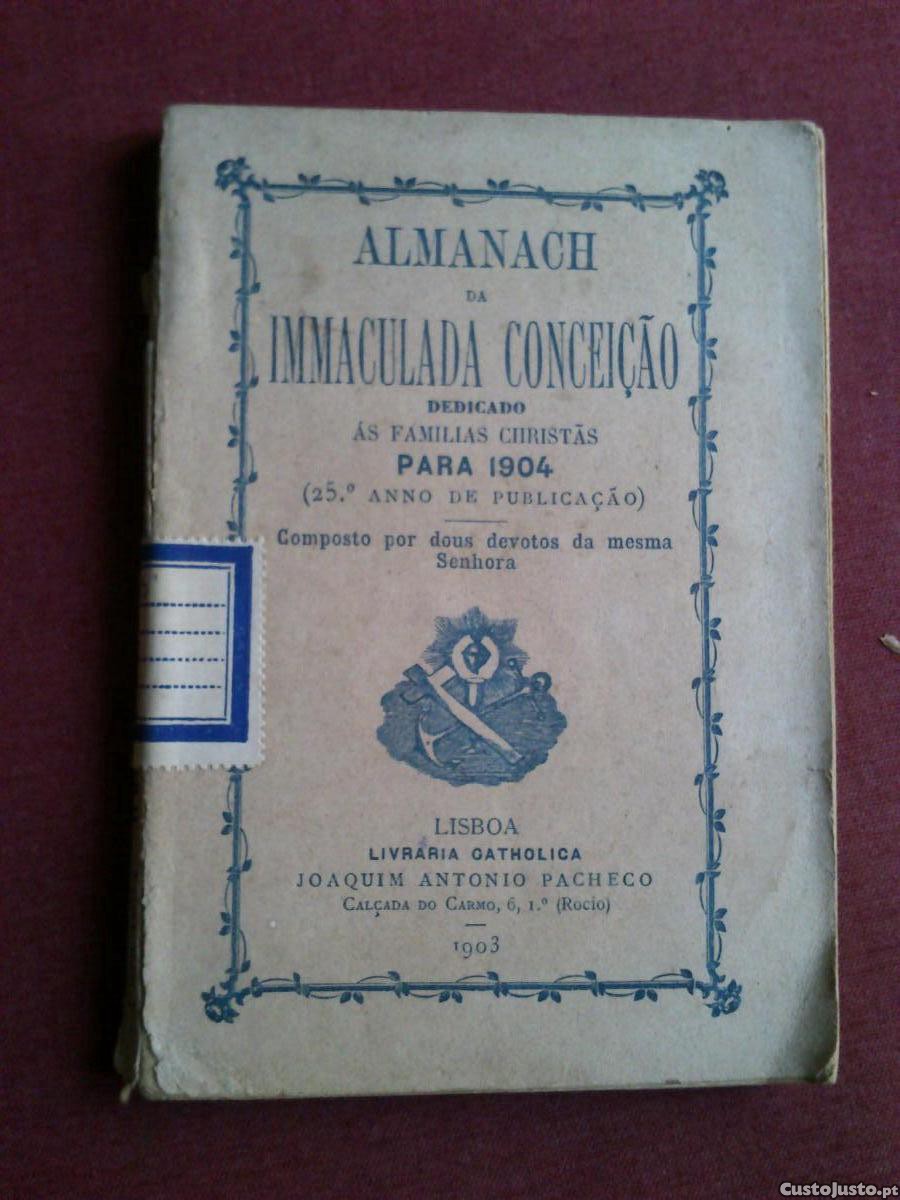 ALMANACH
DA
IMMACULADA CONCEIÇÃO
DEDICADO
ÁS FAMILIAS CHRISTÃS
PARA 1904
(25.º ANNO DE PUBLICAÇÃO)
Composto por dous devotos da mesma
Senhora
LISBOA
LIVRARIA CATHOLICA
JOAQUIM ANTONIO PACHECO
CALÇADA DO CARMO, 6, 1.º (Rocio)
1903
CustoJusto.pt